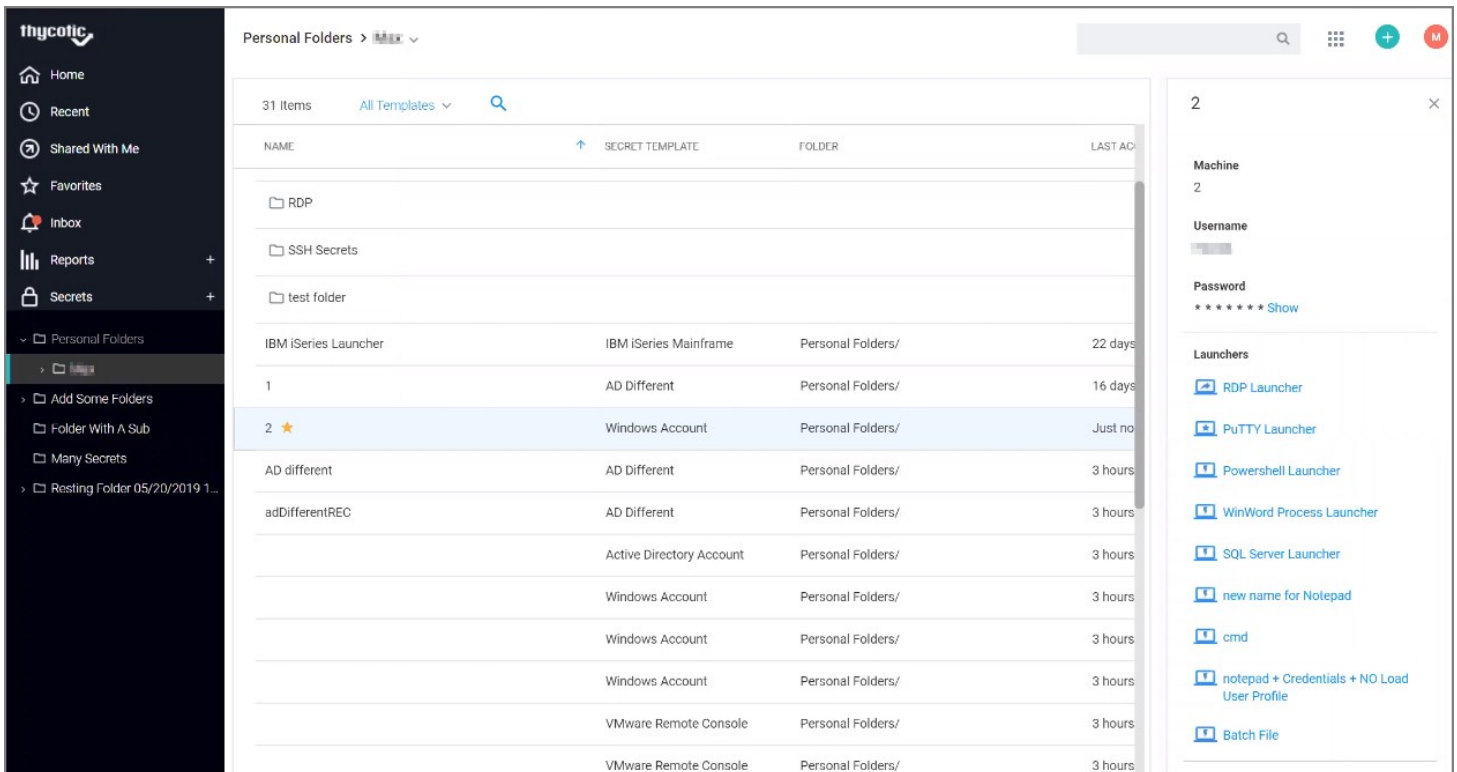 thycotic
Home
Recent
Shared With Me
Favorites
Inbox
Reports +
Secrets +
Personal Folders
Add Some Folders
Folder With A Sub
Many Secrets
Resting Folder 05/20/2019 1...
Personal Folders >
M
31 Items All Templates
NAME SECRET TEMPLATE FOLDER LAST AC
RDP
SSH Secrets
test folder
IBM iSeries Launcher IBM iSeries Mainframe Personal Folders/ 22 days
1 AD Different Personal Folders/ 16 days
2 Windows Account Personal Folders/ Just no
AD different AD Different Personal Folders/ 3 hours
adDifferentREC AD Different Personal Folders/ 3 hours
Active Directory Account Personal Folders/ 3 hours
Windows Account Personal Folders/ 3 hours
Windows Account Personal Folders/ 3 hours
Windows Account Personal Folders/ 3 hours
VMware Remote Console Personal Folders/ 3 hours
VMware Remote Console Personal Folders/ 3 hours
2
Machine
2
Username
Password
* * * * * * * Show
Launchers
RDP Launcher
PuTTY Launcher
Powershell Launcher
WinWord Process Launcher
SQL Server Launcher
new name for Notepad
cmd
notepad + Credentials + NO Load
User Profile
Batch File